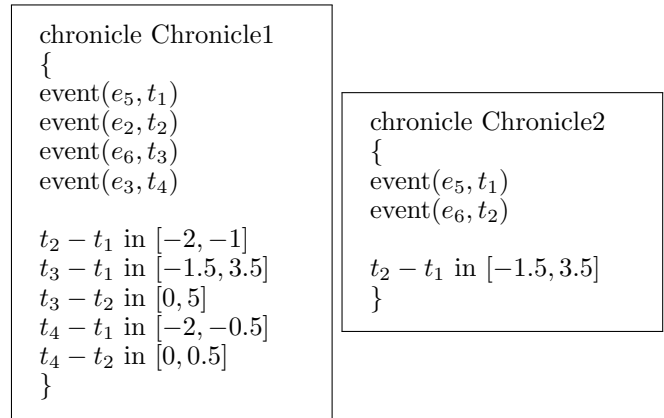 chronicle Chronicle1
{
event(e₅, t₁)
event(e₂, t₂)
event(e₆, t₃)
event(e₃, t₄)
t₂ − t₁ in [−2, −1]
t₃ − t₁ in [−1.5, 3.5]
t₃ − t₂ in [0, 5]
t₄ − t₁ in [−2, −0.5]
t₄ − t₂ in [0, 0.5]
}
chronicle Chronicle2
{
event(e₅, t₁)
event(e₆, t₂)
t₂ − t₁ in [−1.5, 3.5]
}